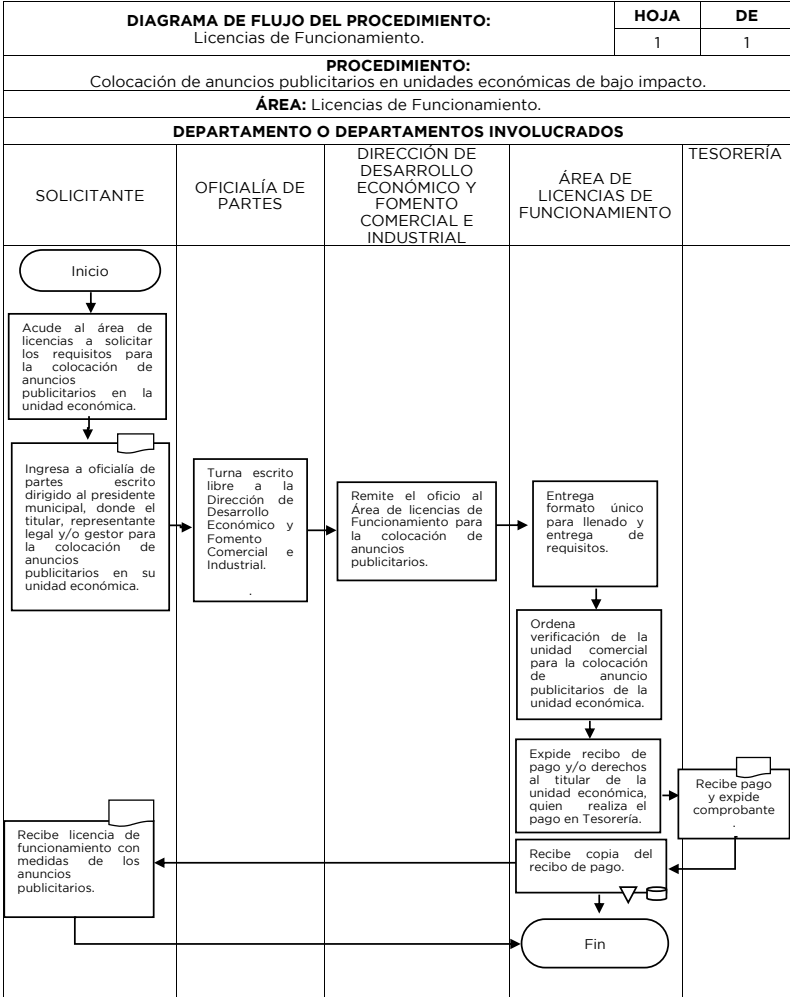 DIAGRAMA DE FLUJO DEL PROCEDIMIENTO:
Licencias de Funcionamiento.
HOJA
DE
1
1
PROCEDIMIENTO:
Colocación de anuncios publicitarios en unidades económicas de bajo impacto.
ÁREA: Licencias de Funcionamiento.
DEPARTAMENTO O DEPARTAMENTOS INVOLUCRADOS
SOLICITANTE
OFICIALÍA DE
PARTES
DIRECCIÓN DE
DESARROLLO
ECONÓMICO Y
FOMENTO
COMERCIAL E
INDUSTRIAL
ÁREA DE
LICENCIAS DE
FUNCIONAMIENTO
TESORERÍA
Inicio
Acude al área de
licencias a solicitar
los requisitos para
la colocación de
anuncios
publicitarios en la
unidad económica.
Ingresa a oficialía de
partes escrito
dirigido al presidente
municipal, donde el
titular, representante
legal y/o gestor para
la colocación de
anuncios
publicitarios en su
unidad económica.
Turna escrito
libre a la
Dirección de
Desarrollo
Económico y
Fomento
Comercial e
Industrial.
.
Remite el oficio al
Área de licencias de
Funcionamiento para
la colocación de
anuncios
publicitarios.
Entrega
formato único
para llenado y
entrega de
requisitos.
Ordena
verificación de la
unidad comercial
para la colocación
de anuncio
publicitarios de la
unidad económica.
Expide recibo de
pago y/o derechos
al titular de la
unidad económica,
quien realiza el
pago en Tesorería.
Recibe pago
y expide
comprobante
.
Recibe copia del
recibo de pago.
Recibe licencia de
funcionamiento con
medidas de los
anuncios
publicitarios.
Fin